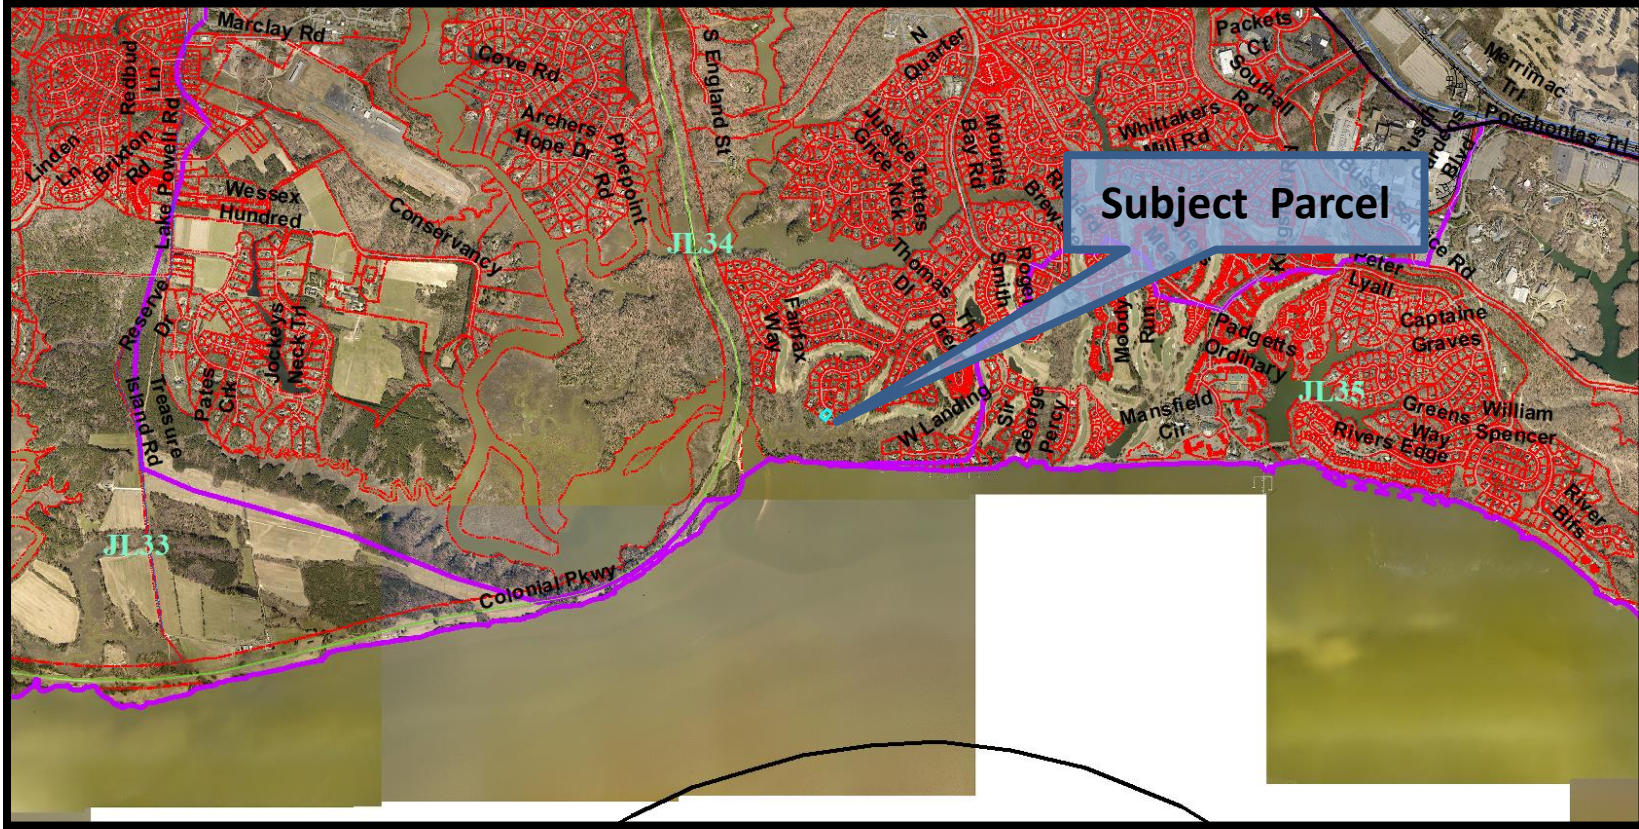 Marclay Rd
Redbud
Ln
Linden
Ln
Brixton
Rd
Lake Powell Rd
Wessex
Hundred
Conservancy
Cove Rd
Archers
Hope Dr
Pinepoint
Rd
S England St
N
Quarter
Justice
Grice
Tutters
Nck
Mounts
Bay Rd
Packets
Ct
Southall
Rd
Whittakers
Mill Rd
Merrimac
Trl
Pocahontas Trl
Blvd
Subject Parcel
JL34
Thomas
Dl
Smith
Fairfax
Way
Reserve
Dr
Jockeys
Neck Trl
Pates
Crk
Treasure
Island Rd
Moody
Run
Padgetts
Ordinary
Peter
Lyall
Captaine
Graves
JL35
W Landing
Sir
George
Percy
Mansfield
Cir
Greens
Way
William
Spencer
Rivers Edge
River
Blfs
JL33
Colonial Pkwy